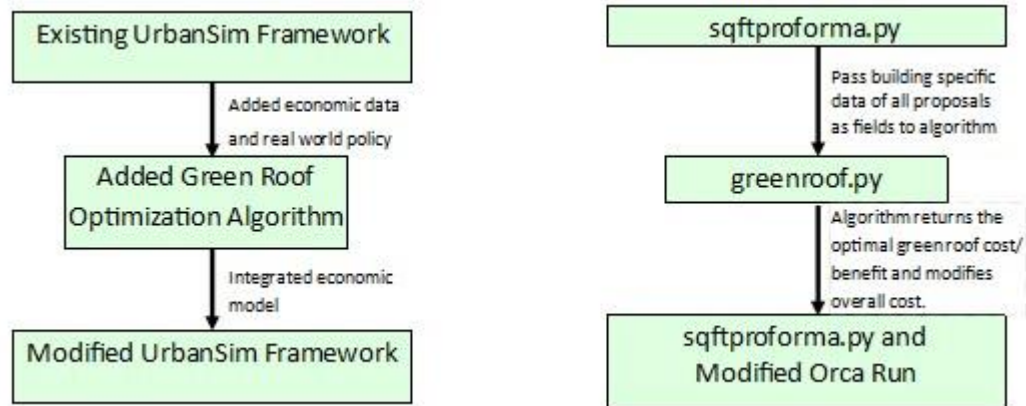 Existing UrbanSim Framework
Added economic data
and real world policy
Added Green Roof
Optimization Algorithm
Integrated economic
model
Modified UrbanSim Framework
sqftproforma.py
Pass building specific
data of all proposals
as fields to algorithm
greenroof.py
Algorithm returns the
optimal green roof cost/
benefit and modifies
overall cost.
sqftproforma.py and
Modified Orca Run